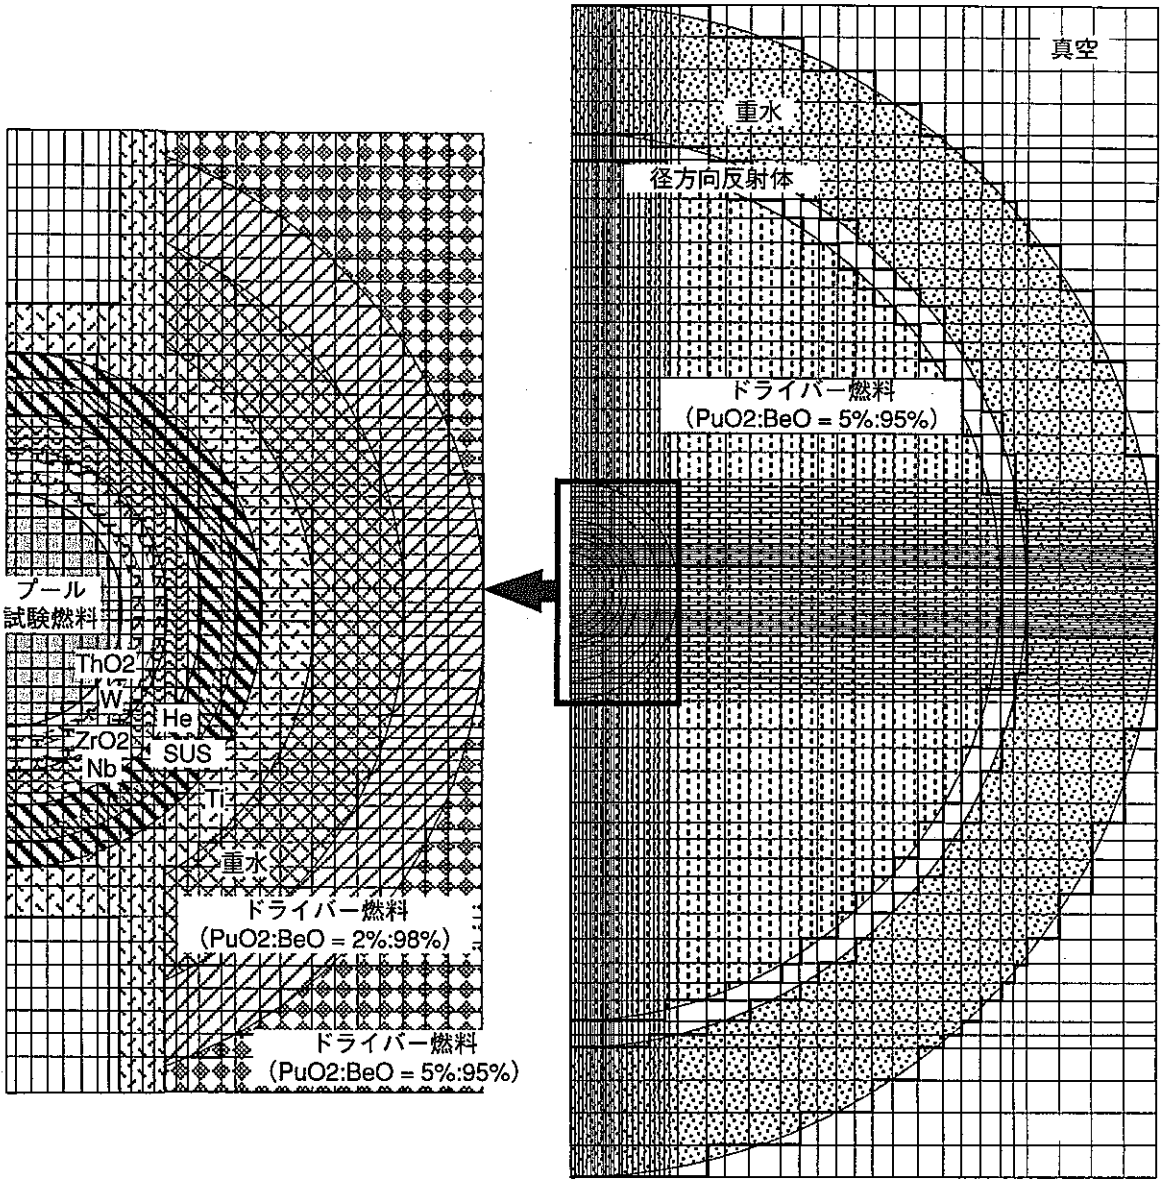 プール
試験燃料
ThO2
W
He
ZrO2
SUS
Nb
Ti
重水
ドライバー燃料
(PuO2:BeO = 2%:98%)
ドライバー燃料
(PuO2:BeO = 5%:95%)
真空
重水
径方向反射体
ドライバー燃料
(PuO2:BeO = 5%:95%)